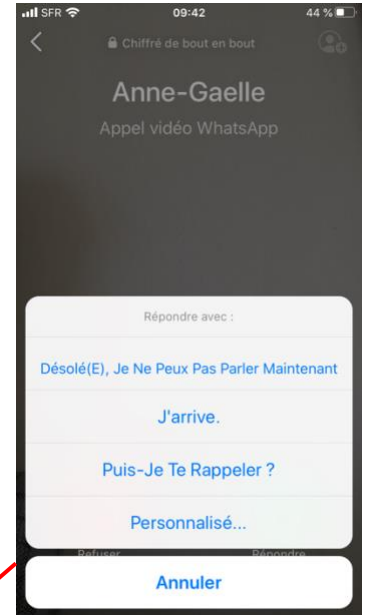 SFR 09:42 44 %
Chiffré de bout en bout
Anne-Gaelle
Appel vidéo WhatsApp
Répondre avec :
Désolé(E), Je Ne Peux Pas Parler Maintenant
J'arrive.
Puis-Je Te Rappeler ?
Personnalisé...
Refuser Répondre
Annuler